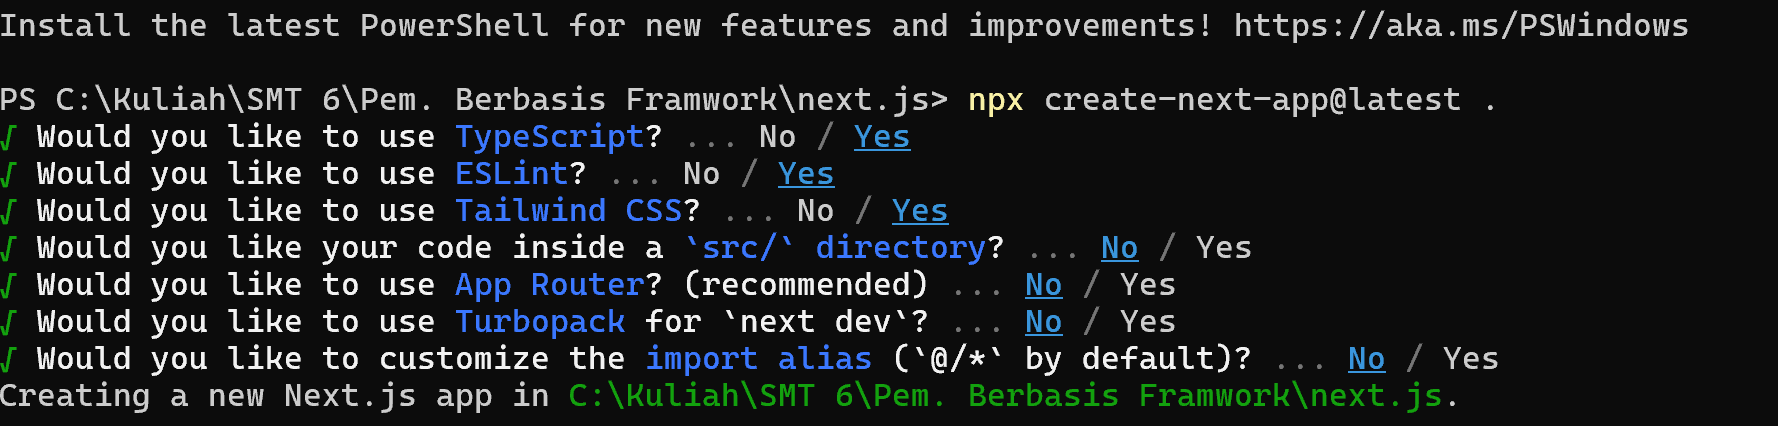 Install the latest PowerShell for new features and improvements! https://aka.ms/PSWindows
PS C:\Kuliah\SMT 6\Pem. Berbasis Framwork\next.js> npx create-next-app@latest .
√ Would you like to use TypeScript? ... No / Yes
√ Would you like to use ESLint? ... No / Yes
√ Would you like to use Tailwind CSS? ... No / Yes
√ Would you like your code inside a `src/` directory? ... No / Yes
√ Would you like to use App Router? (recommended) ... No / Yes
√ Would you like to use Turbopack for `next dev`? ... No / Yes
√ Would you like to customize the import alias (`@/*` by default)? ... No / Yes
Creating a new Next.js app in C:\Kuliah\SMT 6\Pem. Berbasis Framwork\next.js.